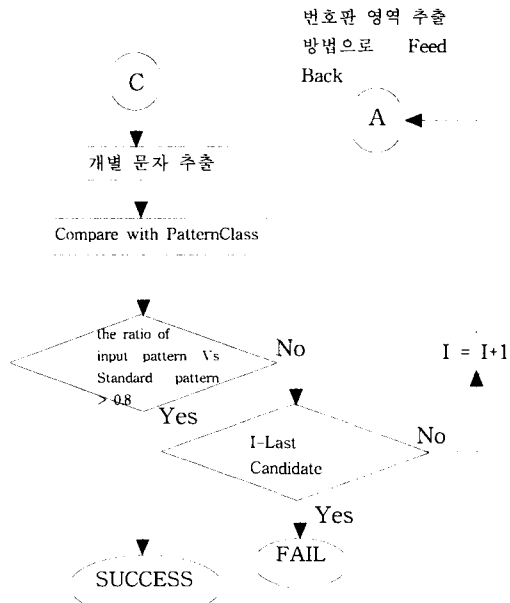 번호판 영역 추출
방법으로 Feed
Back
C
A
개별 문자 추출
Compare with PatternClass
the ratio of
input pattern Vs
Standard pattern
> 0.8
No
Yes
I = I+1
I-Last
Candidate
No
Yes
FAIL
SUCCESS